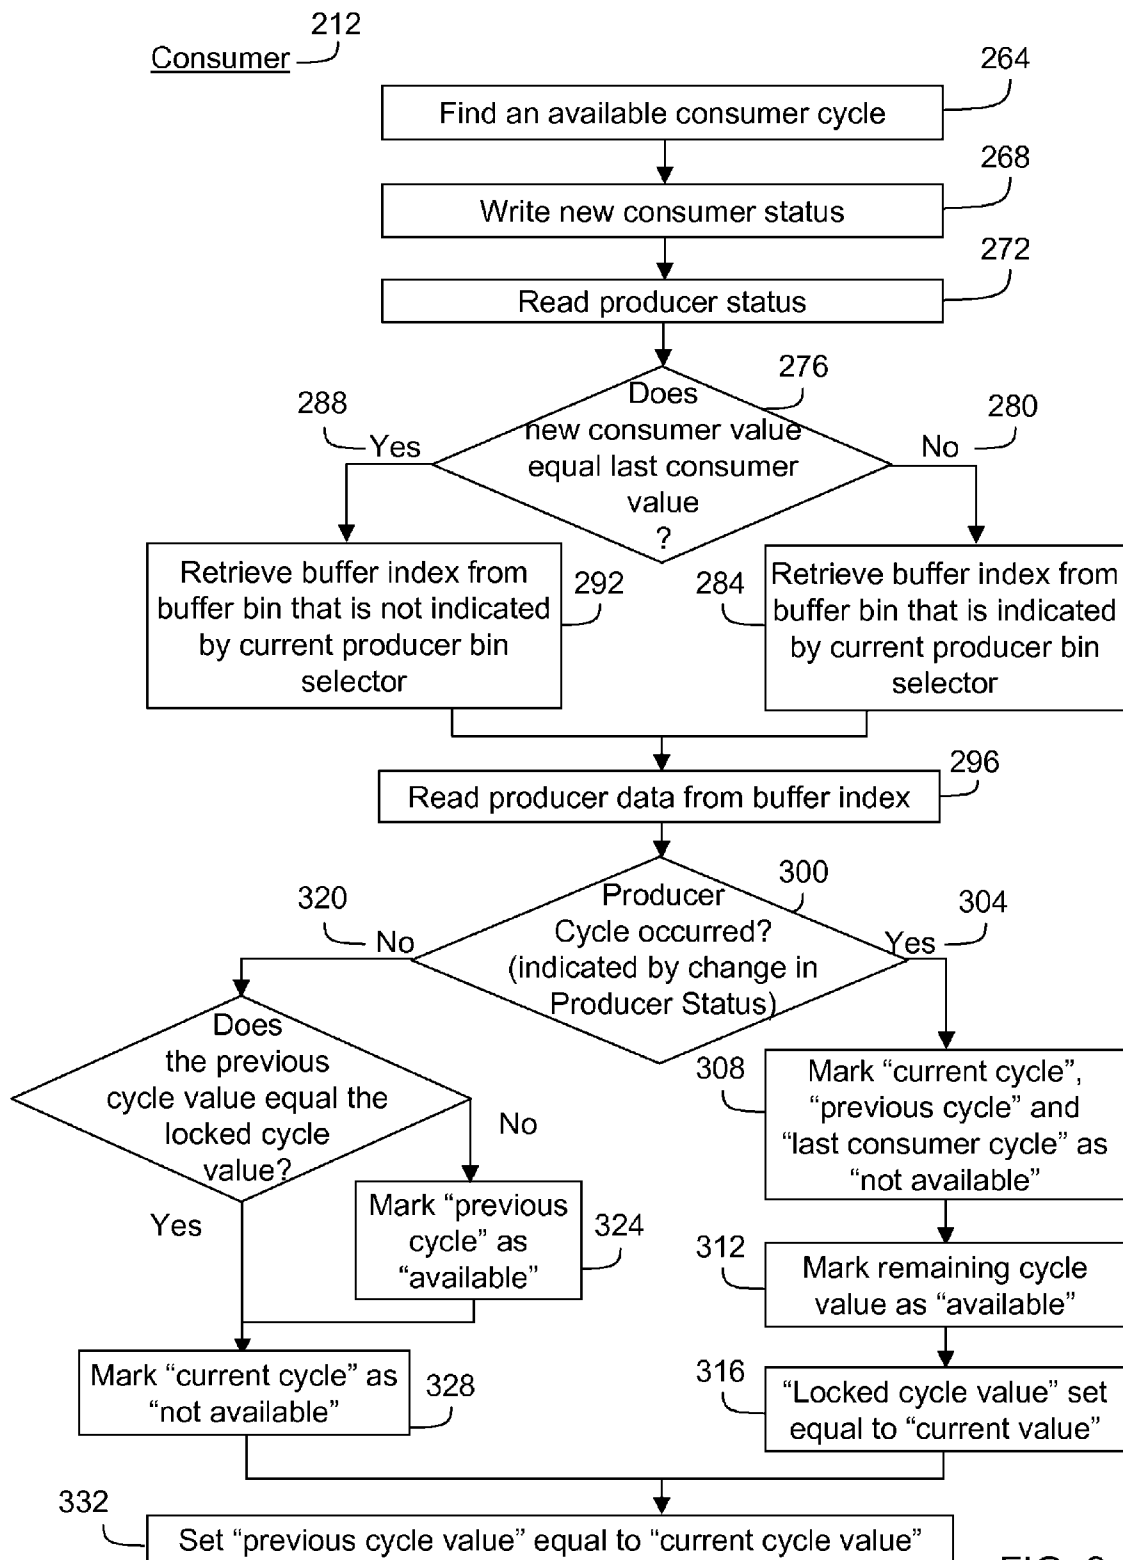 212
Consumer
264
Find an available consumer cycle
268
Write new consumer status
272
Read producer status
276
Does
new consumer value
equal last consumer
value
?
288
Yes
280
No
Retrieve buffer index from
buffer bin that is not indicated
by current producer bin
selector
292
284
Retrieve buffer index from
buffer bin that is indicated
by current producer bin
selector
296
Read producer data from buffer index
300
Producer
Cycle occurred?
(indicated by change in
Producer Status)
320
No
304
Yes
Does
the previous
cycle value equal the
locked cycle
value?
No
Yes
Mark “previous
cycle” as
“available”
324
308
Mark “current cycle”,
“previous cycle” and
“last consumer cycle” as
“not available”
312
Mark remaining cycle
value as “available”
Mark “current cycle” as
“not available”
328
316
“Locked cycle value” set
equal to “current value”
332
Set “previous cycle value” equal to “current cycle value”